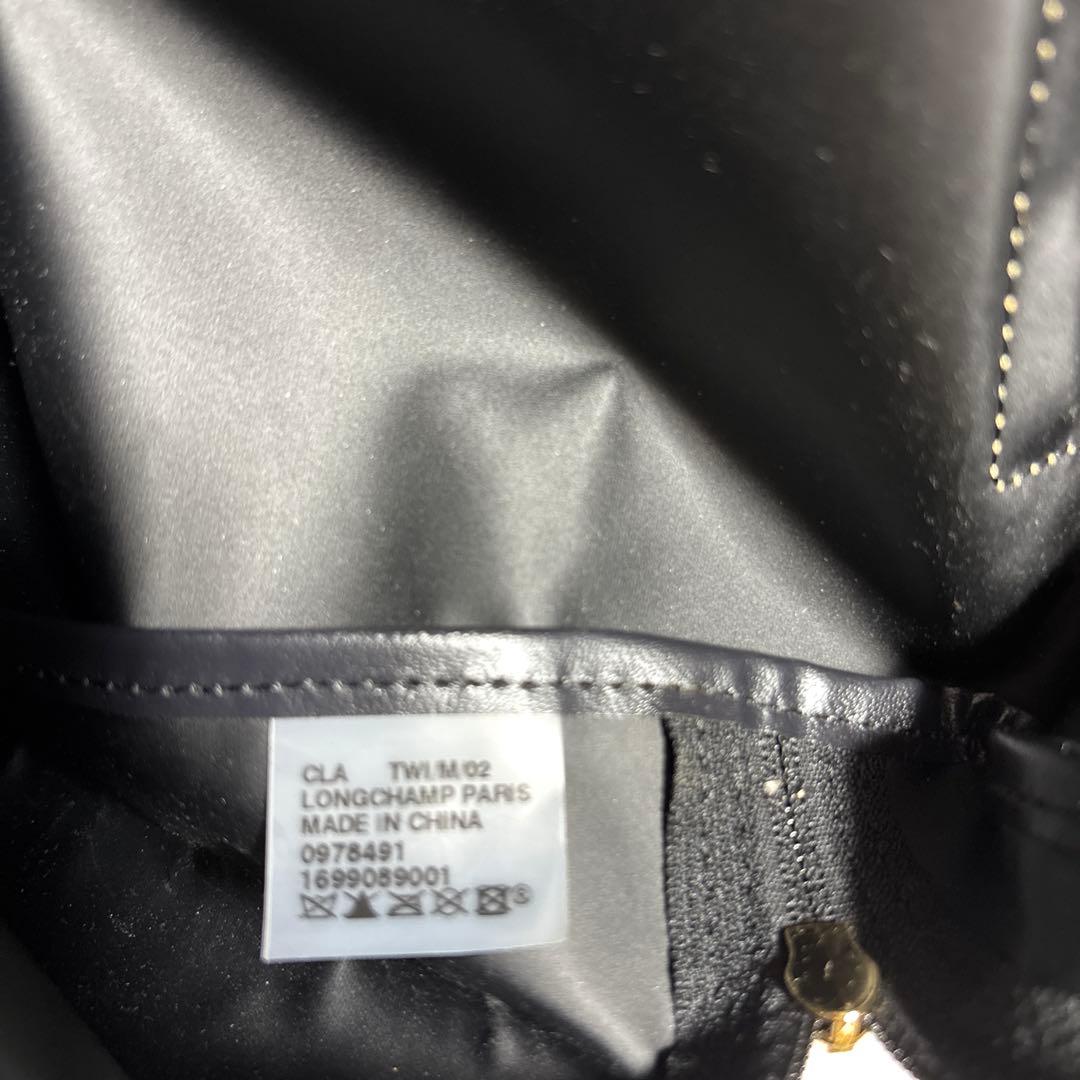 CLA TWI/M/02
LONGCHAMP PARIS
MADE IN CHINA
0978491
1699089001